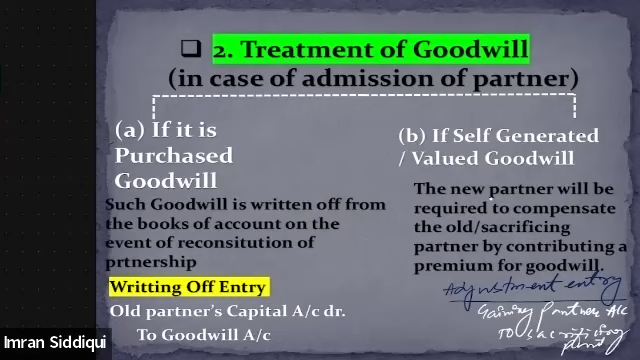 2. Treatment of Goodwill
(in case of admission of partner)
(a) If it is
Purchased
Goodwill
Such Goodwill is written off from
the books of account on the
event of reconsitution of
prtnership
Writting Off Entry
Old partner's Capital A/c dr.
To Goodwill A/c
(b) If Self Generated
/ Valued Goodwill
The new partner will be
required to compensate
the old/sacrificing
partner by contributing a
premium for goodwill.
Adjustment entry
Gaining Partner A/c
To sacrificing
Imran Siddiqui